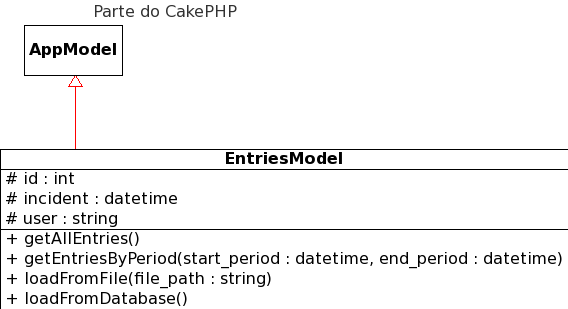 Parte do CakePHP
AppModel
EntriesModel
# id : int
# incident : datetime
# user : string
+ getAllEntries()
+ getEntriesByPeriod(start_period : datetime, end_period : datetime)
+ loadFromFile(file_path : string)
+ loadFromDatabase()